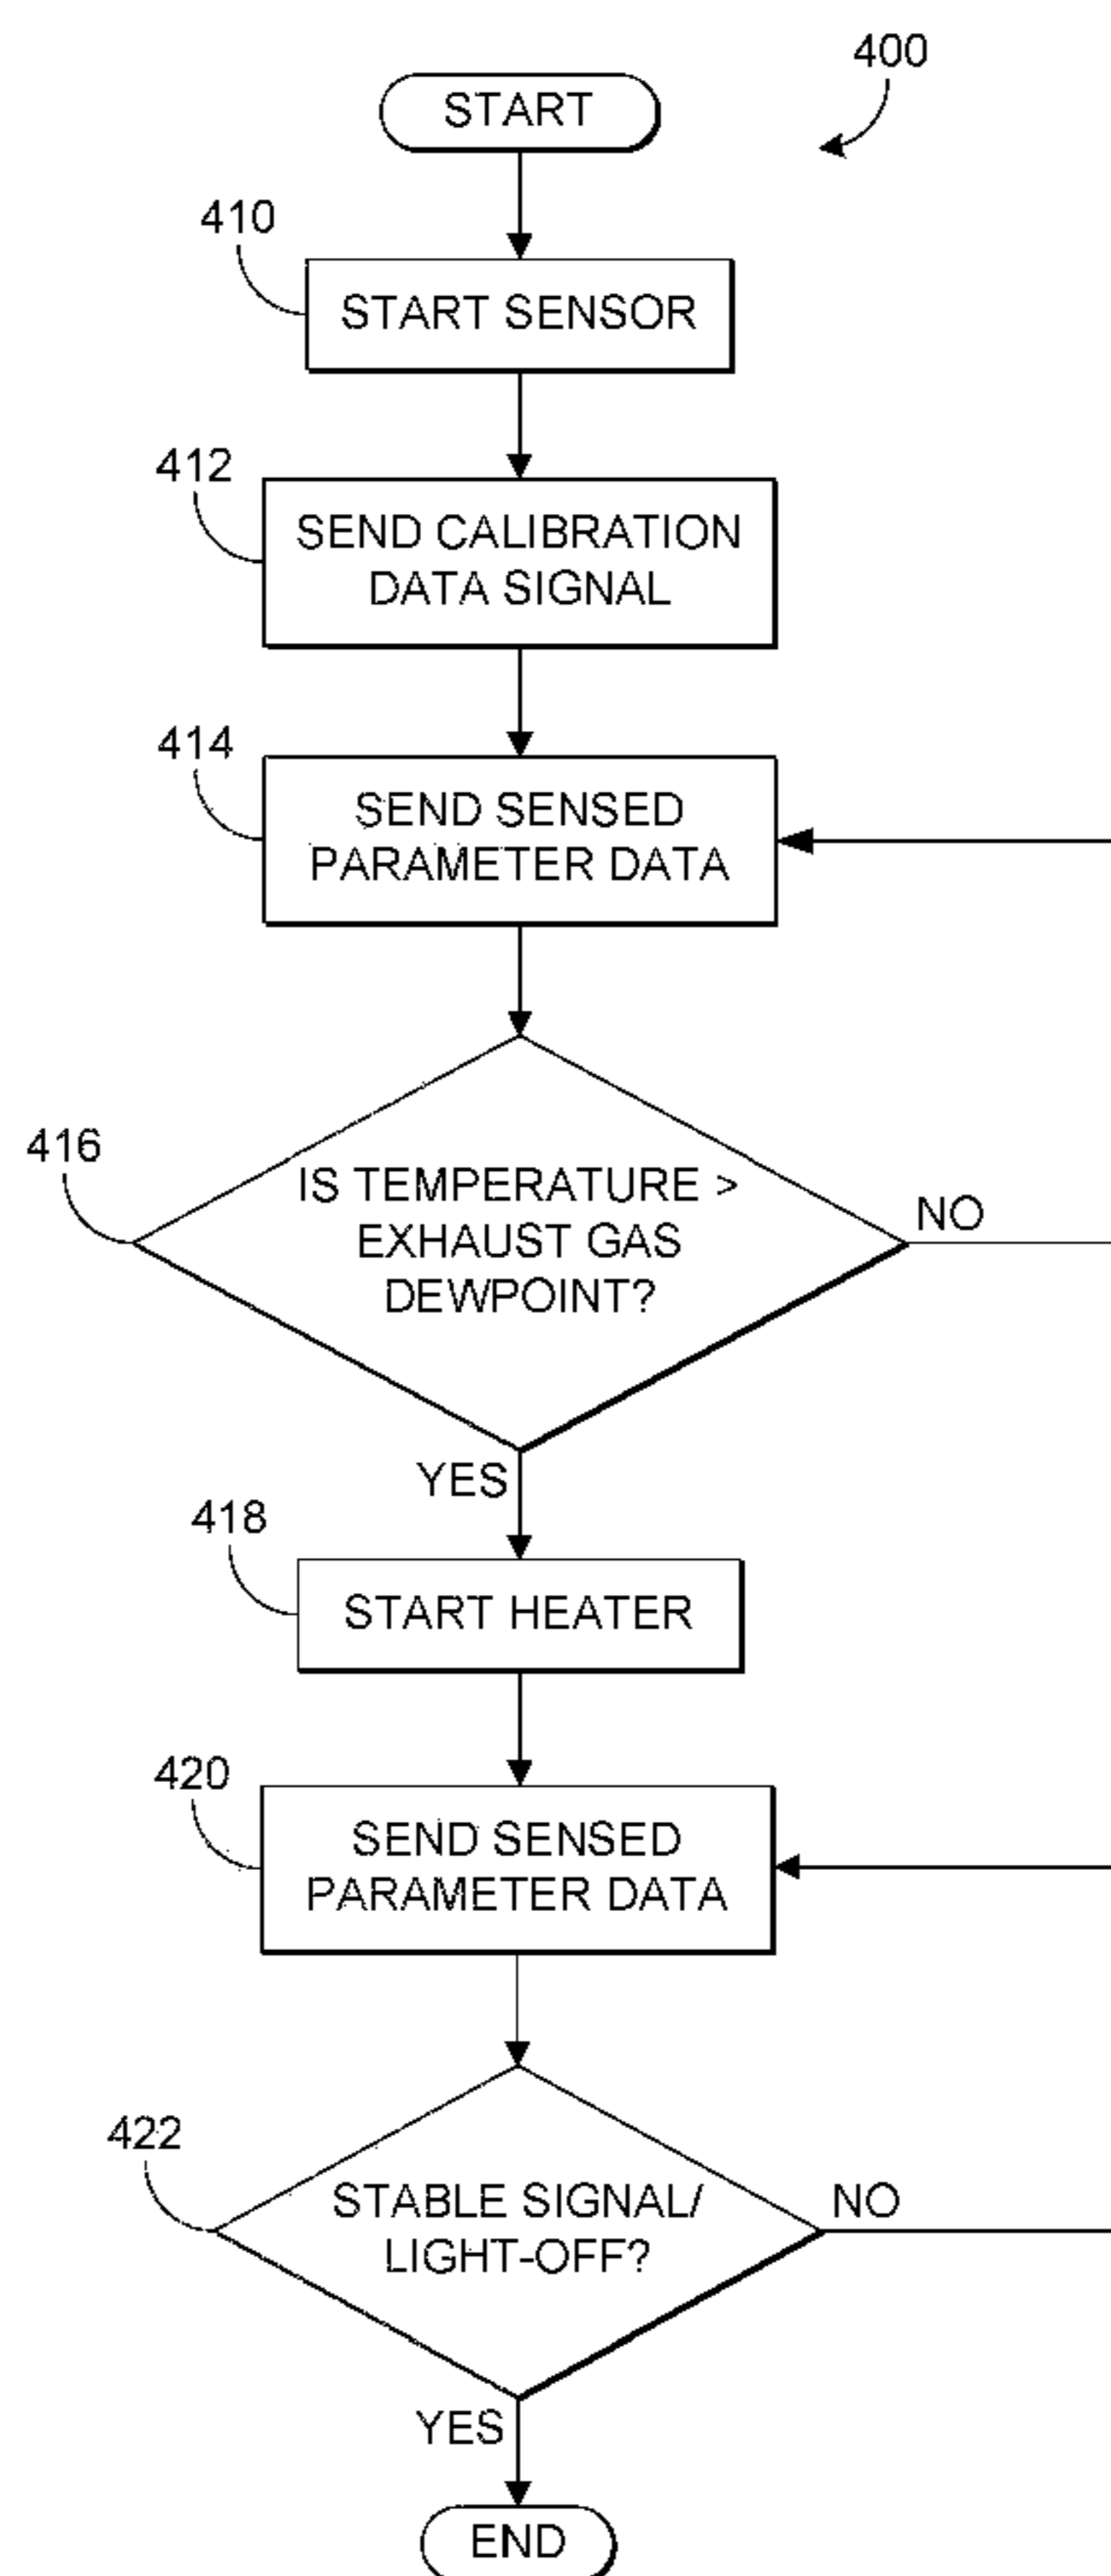 400
START
410
START SENSOR
412
SEND CALIBRATION
DATA SIGNAL
414
SEND SENSED
PARAMETER DATA
416
IS TEMPERATURE >
EXHAUST GAS
DEWPOINT?
NO
YES
418
START HEATER
420
SEND SENSED
PARAMETER DATA
422
STABLE SIGNAL/
LIGHT-OFF?
NO
YES
END